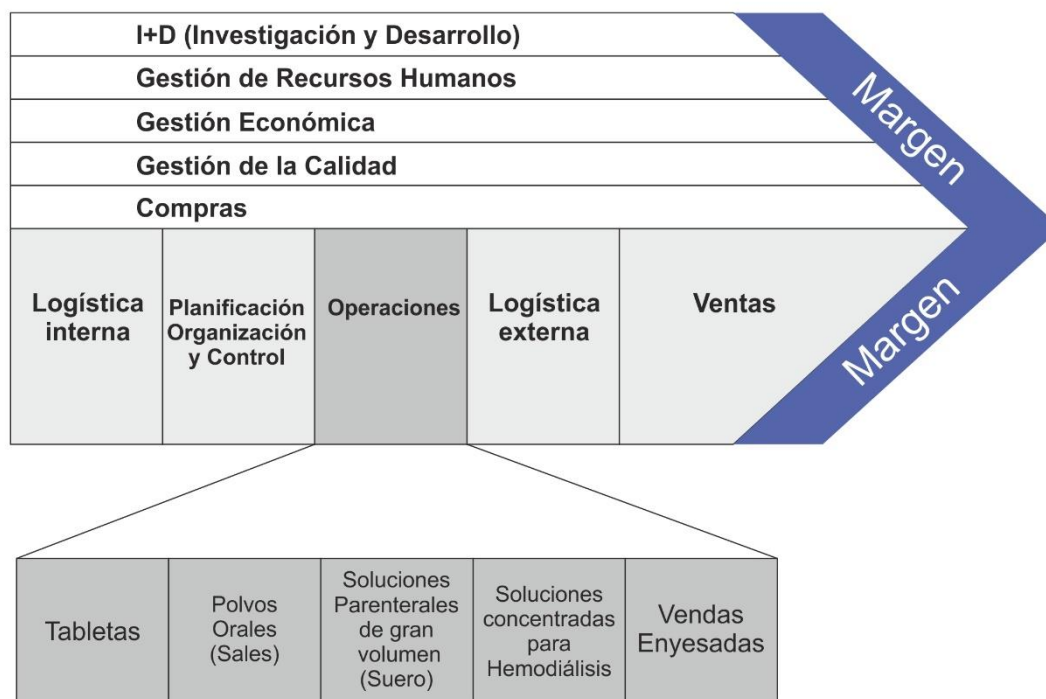 I+D (Investigación y Desarrollo)
Gestión de Recursos Humanos
Gestión Económica
Gestión de la Calidad
Compras
Margen
Margen
Logística
interna
Planificación
Organización
y Control
Operaciones
Logística
externa
Ventas
Tabletas
Polvos
Orales
(Sales)
Soluciones
Parenterales
de gran
volumen
(Suero)
Soluciones
concentradas
para
Hemodiálisis
Vendas
Enyesadas